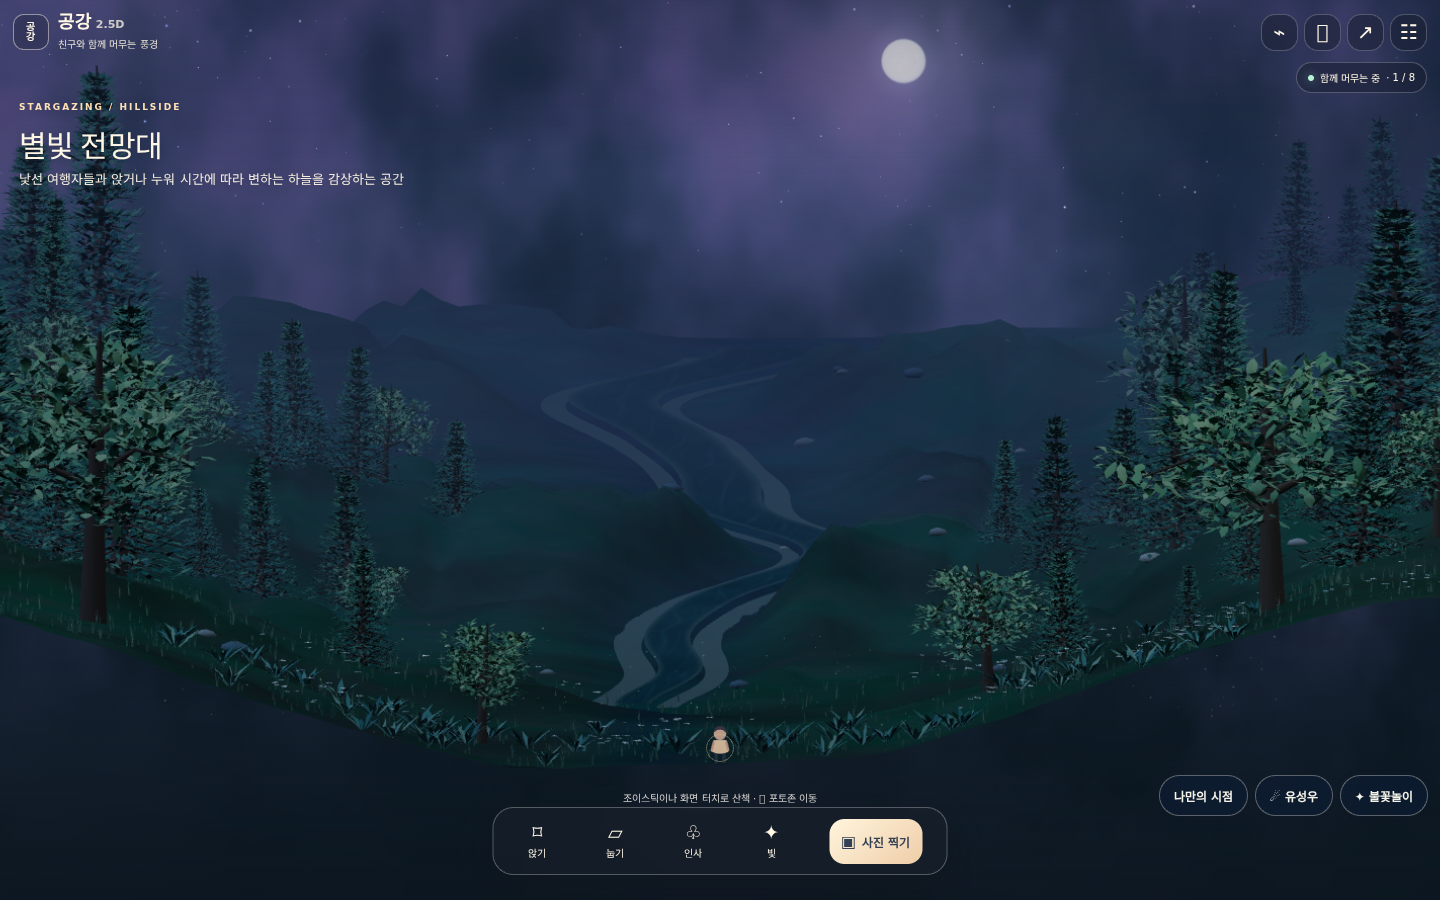 공강
공강 2.5D
친구와 함께 머무는 풍경
함께 머무는 중 · 1 / 8
STARGAZING / HILLSIDE
별빛 전망대
낯선 여행자들과 앉거나 누워 시간에 따라 변하는 하늘을 감상하는 공간
조이스틱이나 화면 터치로 산책 · 포토존 이동
앉기
눕기
인사
빛
사진 찍기
나만의 시점
유성우
불꽃놀이